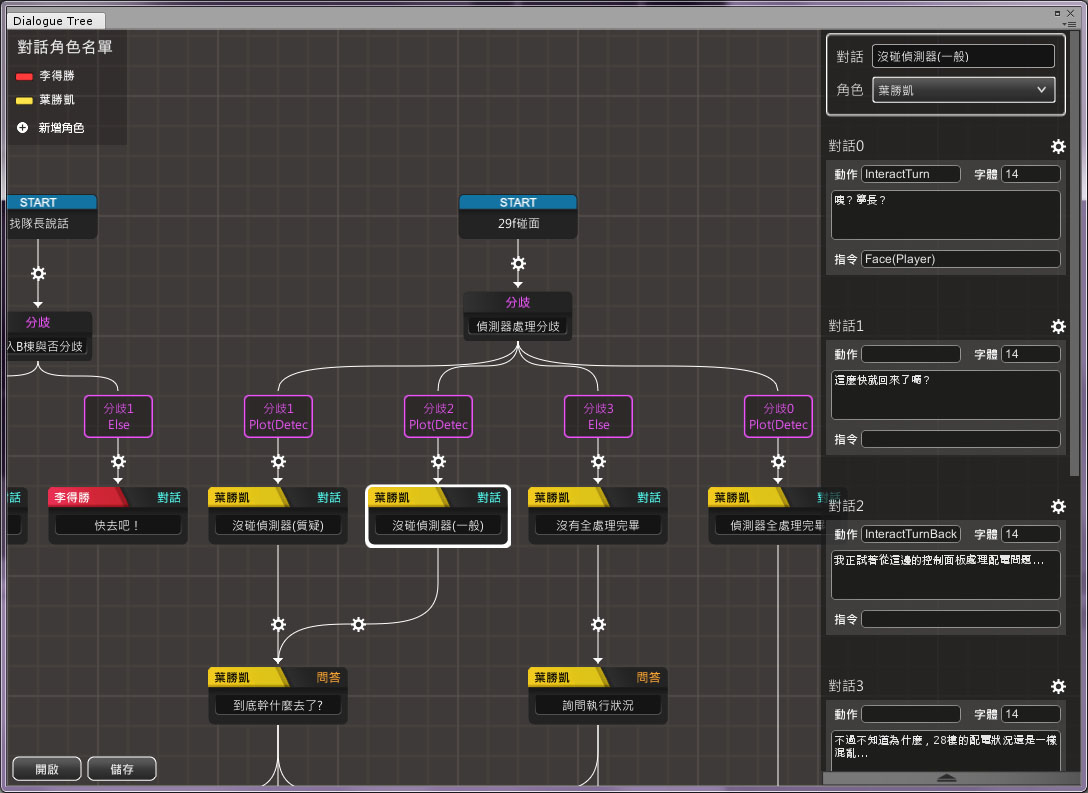 Dialogue Tree
對話角色名單
李得勝
葉勝凱
新增角色
START
找隊長說話
START
29f碰面
分歧
入B棟與否分歧
分歧
偵測器處理分歧
分歧1
Else
分歧1
Plot(Detec
分歧2
Plot(Detec
分歧3
Else
分歧0
Plot(Detec
話
李得勝 對話
快去吧！
葉勝凱 對話
沒碰偵測器(質疑)
葉勝凱 對話
沒碰偵測器(一般)
葉勝凱 對話
沒有全處理完畢
葉勝凱 對話
偵測器全處理完畢
葉勝凱 問答
到底幹什麼去了?
葉勝凱 問答
詢問執行狀況
開啟 儲存
對話 沒碰偵測器(一般)
角色 葉勝凱
對話0
動作 InteractTurn 字體 14
咦？學長？
指令 Face(Player)
對話1
動作 字體 14
這麼快就回來了喔？
指令
對話2
動作 InteractTurnBack 字體 14
我正試著從這邊的控制面板處理配電問題...
指令
對話3
動作 字體 14
不過不知道為什麼，28樓的配電狀況還是一樣
混亂...